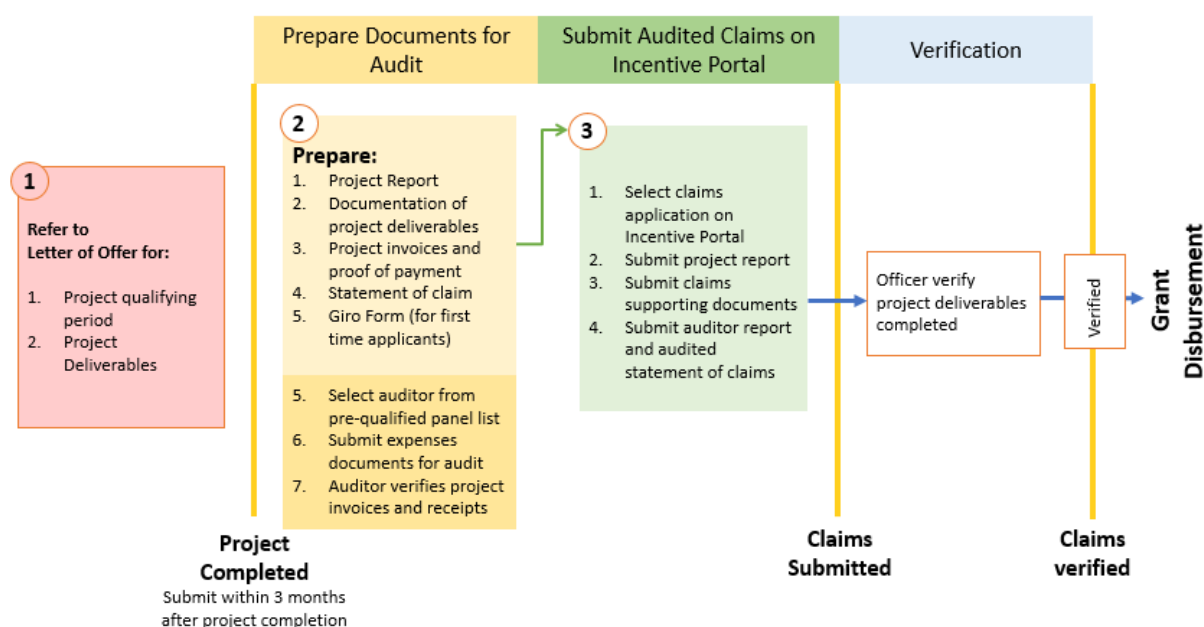 Prepare Documents for
Audit
Submit Audited Claims on
Incentive Portal
Verification
1
Refer to
Letter of Offer for:
1. Project qualifying
period
2. Project
Deliverables
2
Prepare:
1. Project Report
2. Documentation of
project deliverables
3. Project invoices and
proof of payment
4. Statement of claim
5. Giro Form (for first
time applicants)
5. Select auditor from
pre-qualified panel list
6. Submit expenses
documents for audit
7. Auditor verifies project
invoices and receipts
3
1. Select claims
application on
Incentive Portal
2. Submit project report
3. Submit claims
supporting documents
4. Submit auditor report
and audited
statement of claims
Officer verify
project deliverables
completed
Verified
Grant
Disbursement
Project
Completed
Submit within 3 months
after project completion
Claims
Submitted
Claims
verified